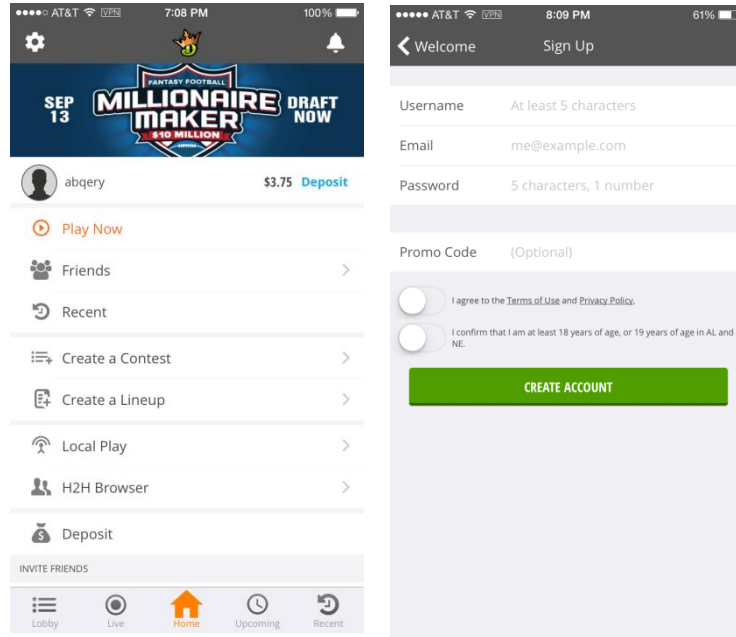 AT&T VPN 7:08 PM 100%
FANTASY FOOTBALL
SEP 13 MILLIONAIRE MAKER DRAFT NOW
$10 MILLION
abqery $3.75 Deposit
Play Now
Friends
Recent
Create a Contest
Create a Lineup
Local Play
H2H Browser
Deposit
INVITE FRIENDS
Lobby Live Home Upcoming Recent
AT&T VPN 8:09 PM 61%
Welcome Sign Up
Username At least 5 characters
Email me@example.com
Password 5 characters, 1 number
Promo Code (Optional)
I agree to the Terms of Use and Privacy Policy.
I confirm that I am at least 18 years of age, or 19 years of age in AL and
NE.
CREATE ACCOUNT